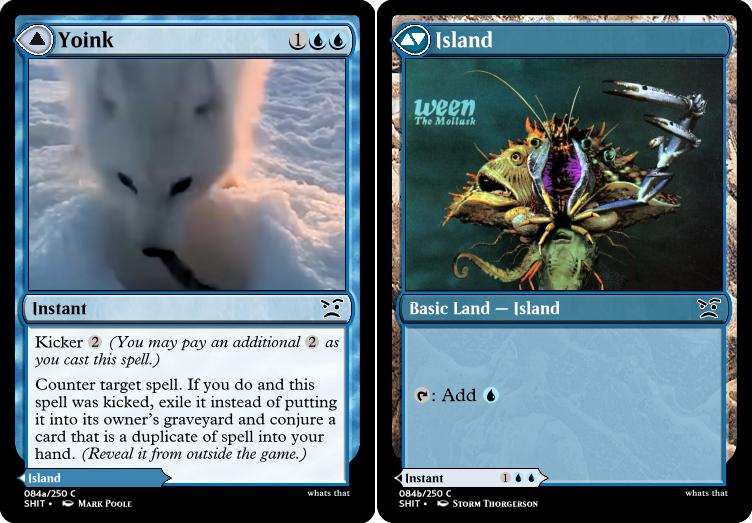 Yoink 1
Instant
Kicker 2 (You may pay an additional 2 as
you cast this spell.)
Counter target spell. If you do and this
spell was kicked, exile it instead of putting
it into its owner's graveyard and conjure a
card that is a duplicate of spell into your
hand. (Reveal it from outside the game.)
Island
084a/250 C
SHIT • Mark Poole
whats that
Island
ween
The Mollusk
Basic Land — Island
: Add
Instant 1
084b/250 C
SHIT • Storm Thorgerson
whats that